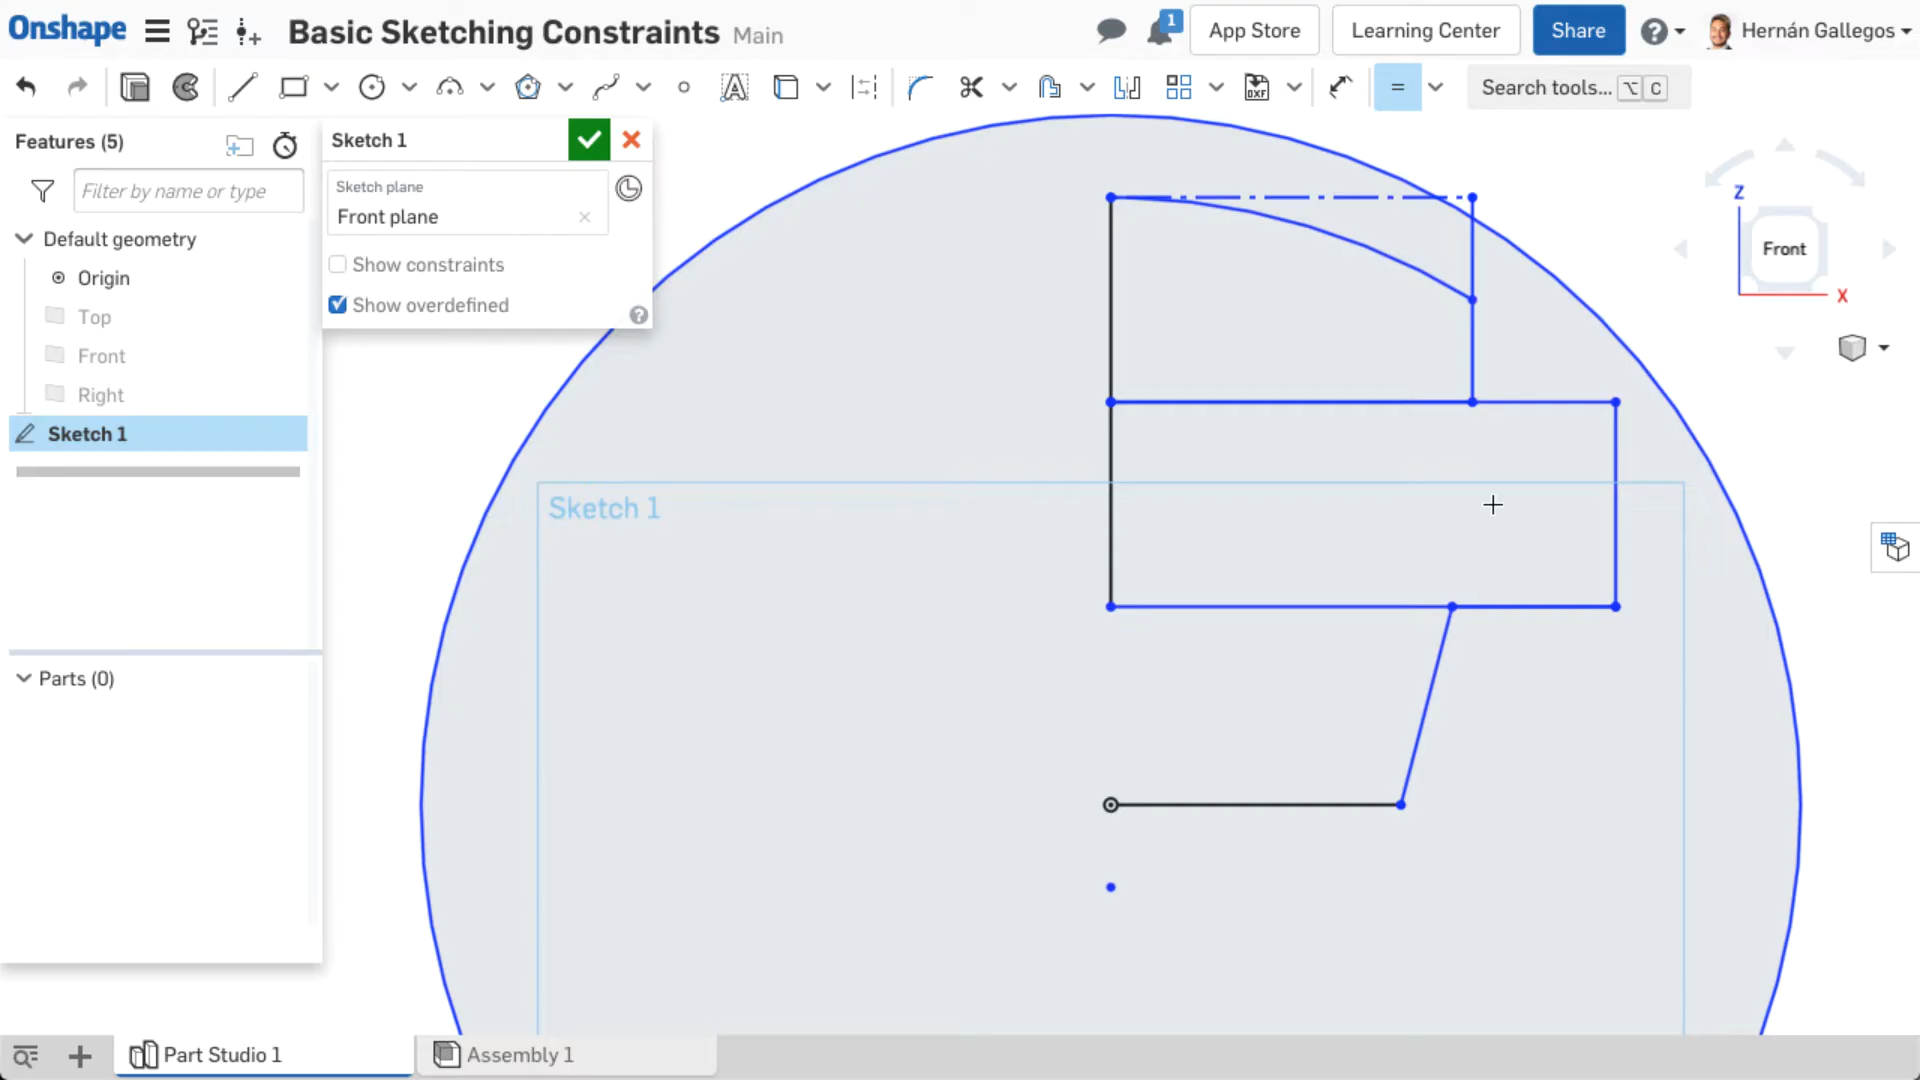 Onshape
Basic Sketching Constraints Main
1
App Store
Learning Center
Share
Hernán Gallegos
DXF
=
Search tools... ⌥ C
Features (5)
Filter by name or type
Default geometry
Origin
Top
Front
Right
Sketch 1
Parts (0)
Sketch 1
Sketch plane
Front plane
Show constraints
Show overdefined
Sketch 1
Z
Front
X
Part Studio 1
Assembly 1